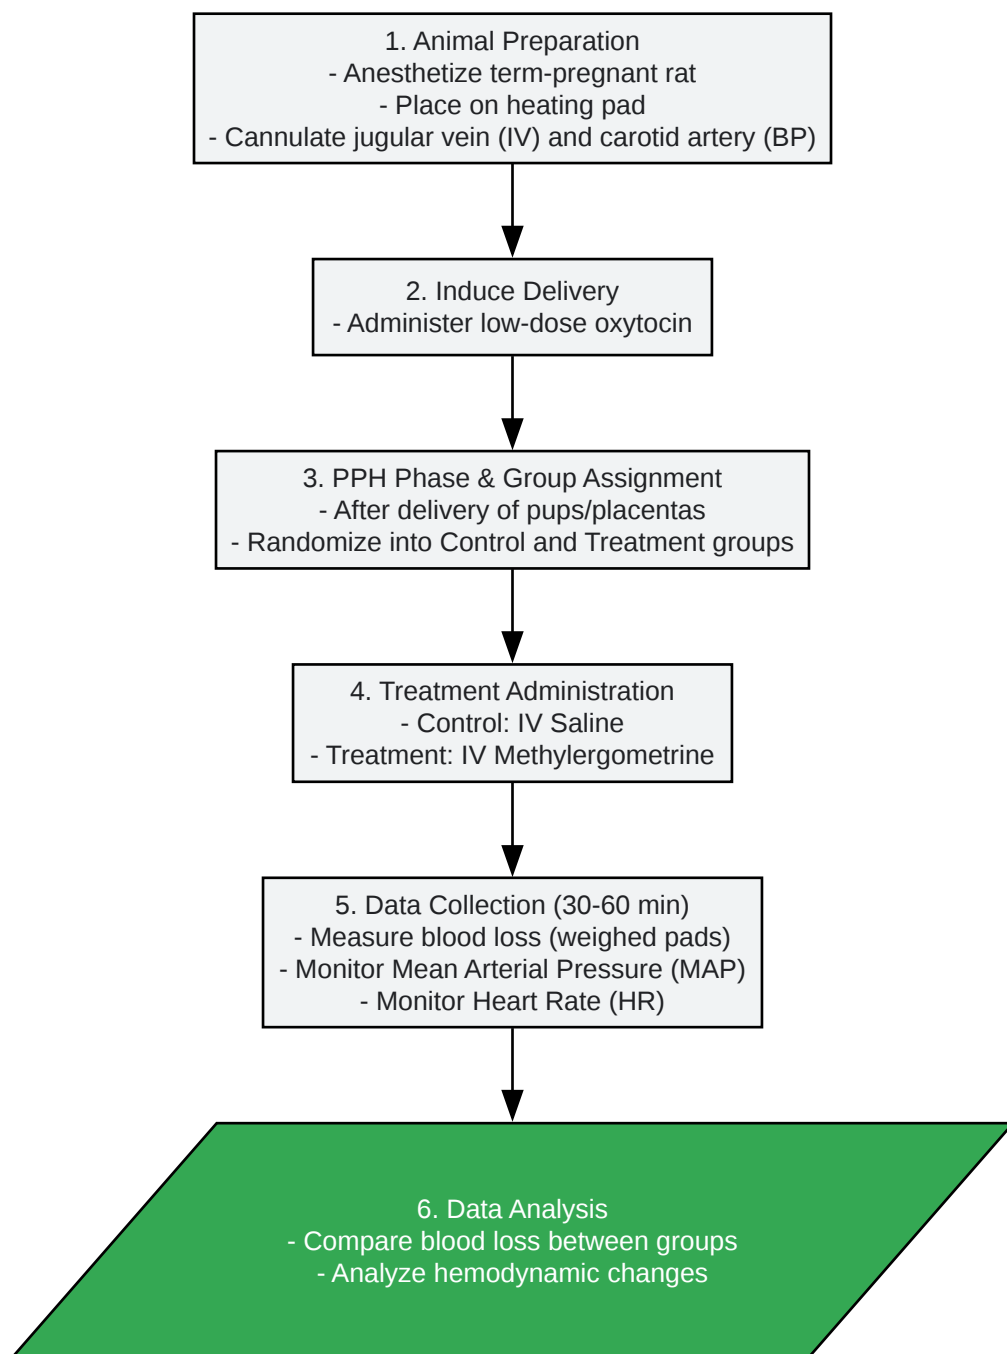 1. Animal Preparation
- Anesthetize term-pregnant rat
- Place on heating pad
- Cannulate jugular vein (IV) and carotid artery (BP)
2. Induce Delivery
- Administer low-dose oxytocin
3. PPH Phase & Group Assignment
- After delivery of pups/placentas
- Randomize into Control and Treatment groups
4. Treatment Administration
- Control: IV Saline
- Treatment: IV Methylergometrine
5. Data Collection (30-60 min)
- Measure blood loss (weighed pads)
- Monitor Mean Arterial Pressure (MAP)
- Monitor Heart Rate (HR)
6. Data Analysis
- Compare blood loss between groups
- Analyze hemodynamic changes